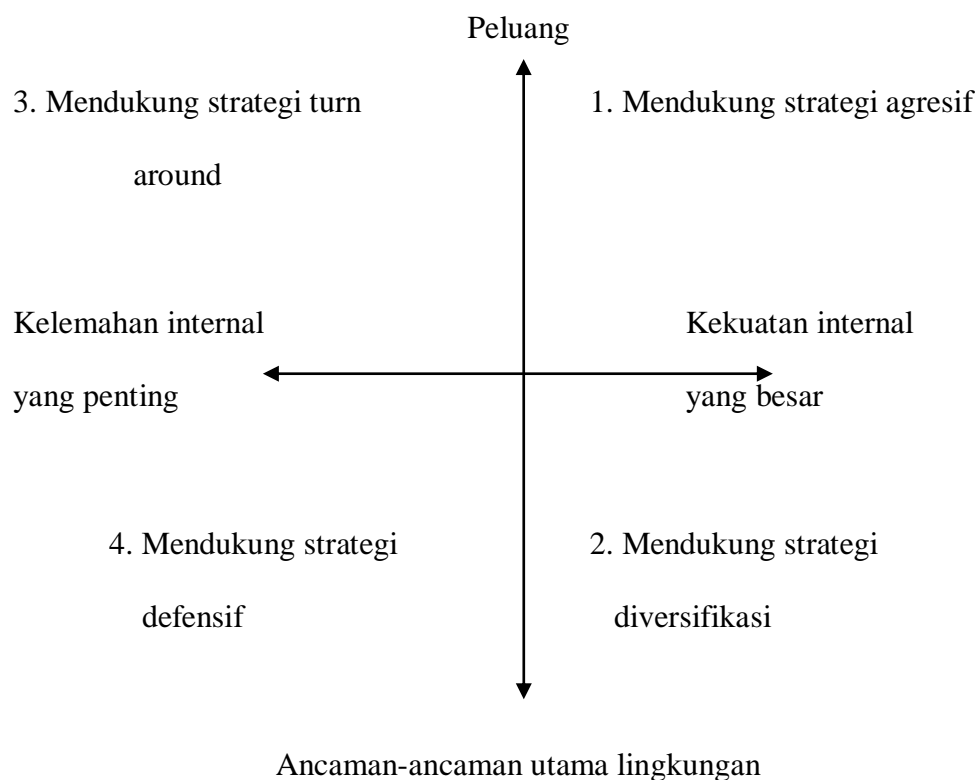 Peluang
3. Mendukung strategi turn
around
1. Mendukung strategi agresif
Kelemahan internal
yang penting
Kekuatan internal
yang besar
4. Mendukung strategi
defensif
2. Mendukung strategi
diversifikasi
Ancaman-ancaman utama lingkungan